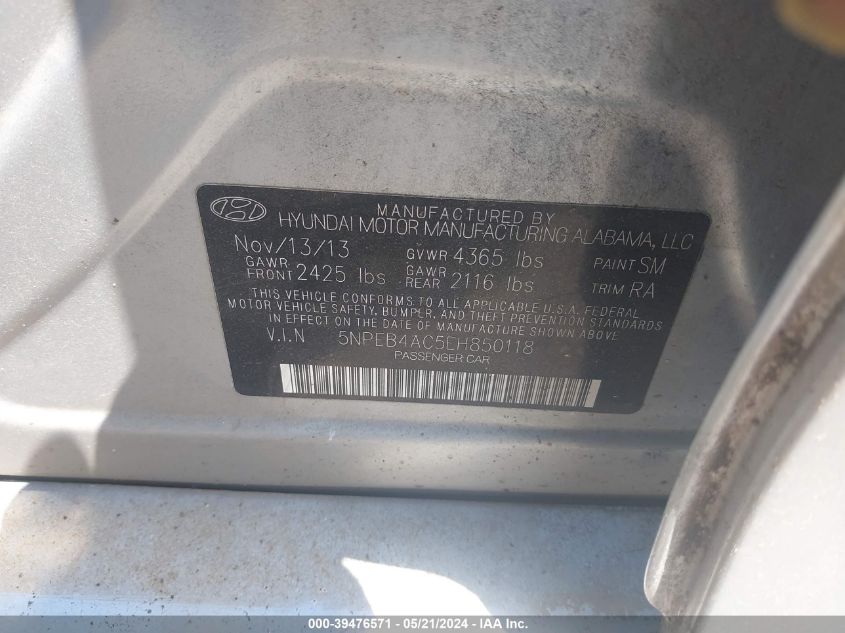 MANUFACTURED BY
HYUNDAI MOTOR MANUFACTURING ALABAMA, LLC
Nov/13/13 GVWR 4365 lbs PAINT SM
GAWR FRONT 2425 lbs GAWR REAR 2116 lbs TRIM RA
THIS VEHICLE CONFORMS TO ALL APPLICABLE U.S.A. FEDERAL
MOTOR VEHICLE SAFETY, BUMPER, AND THEFT PREVENTION STANDARDS
IN EFFECT ON THE DATE OF MANUFACTURE SHOWN ABOVE
V.I.N 5NPEB4AC5EH850118
PASSENGER CAR
000-39476571 - 05/21/2024 - IAA Inc.